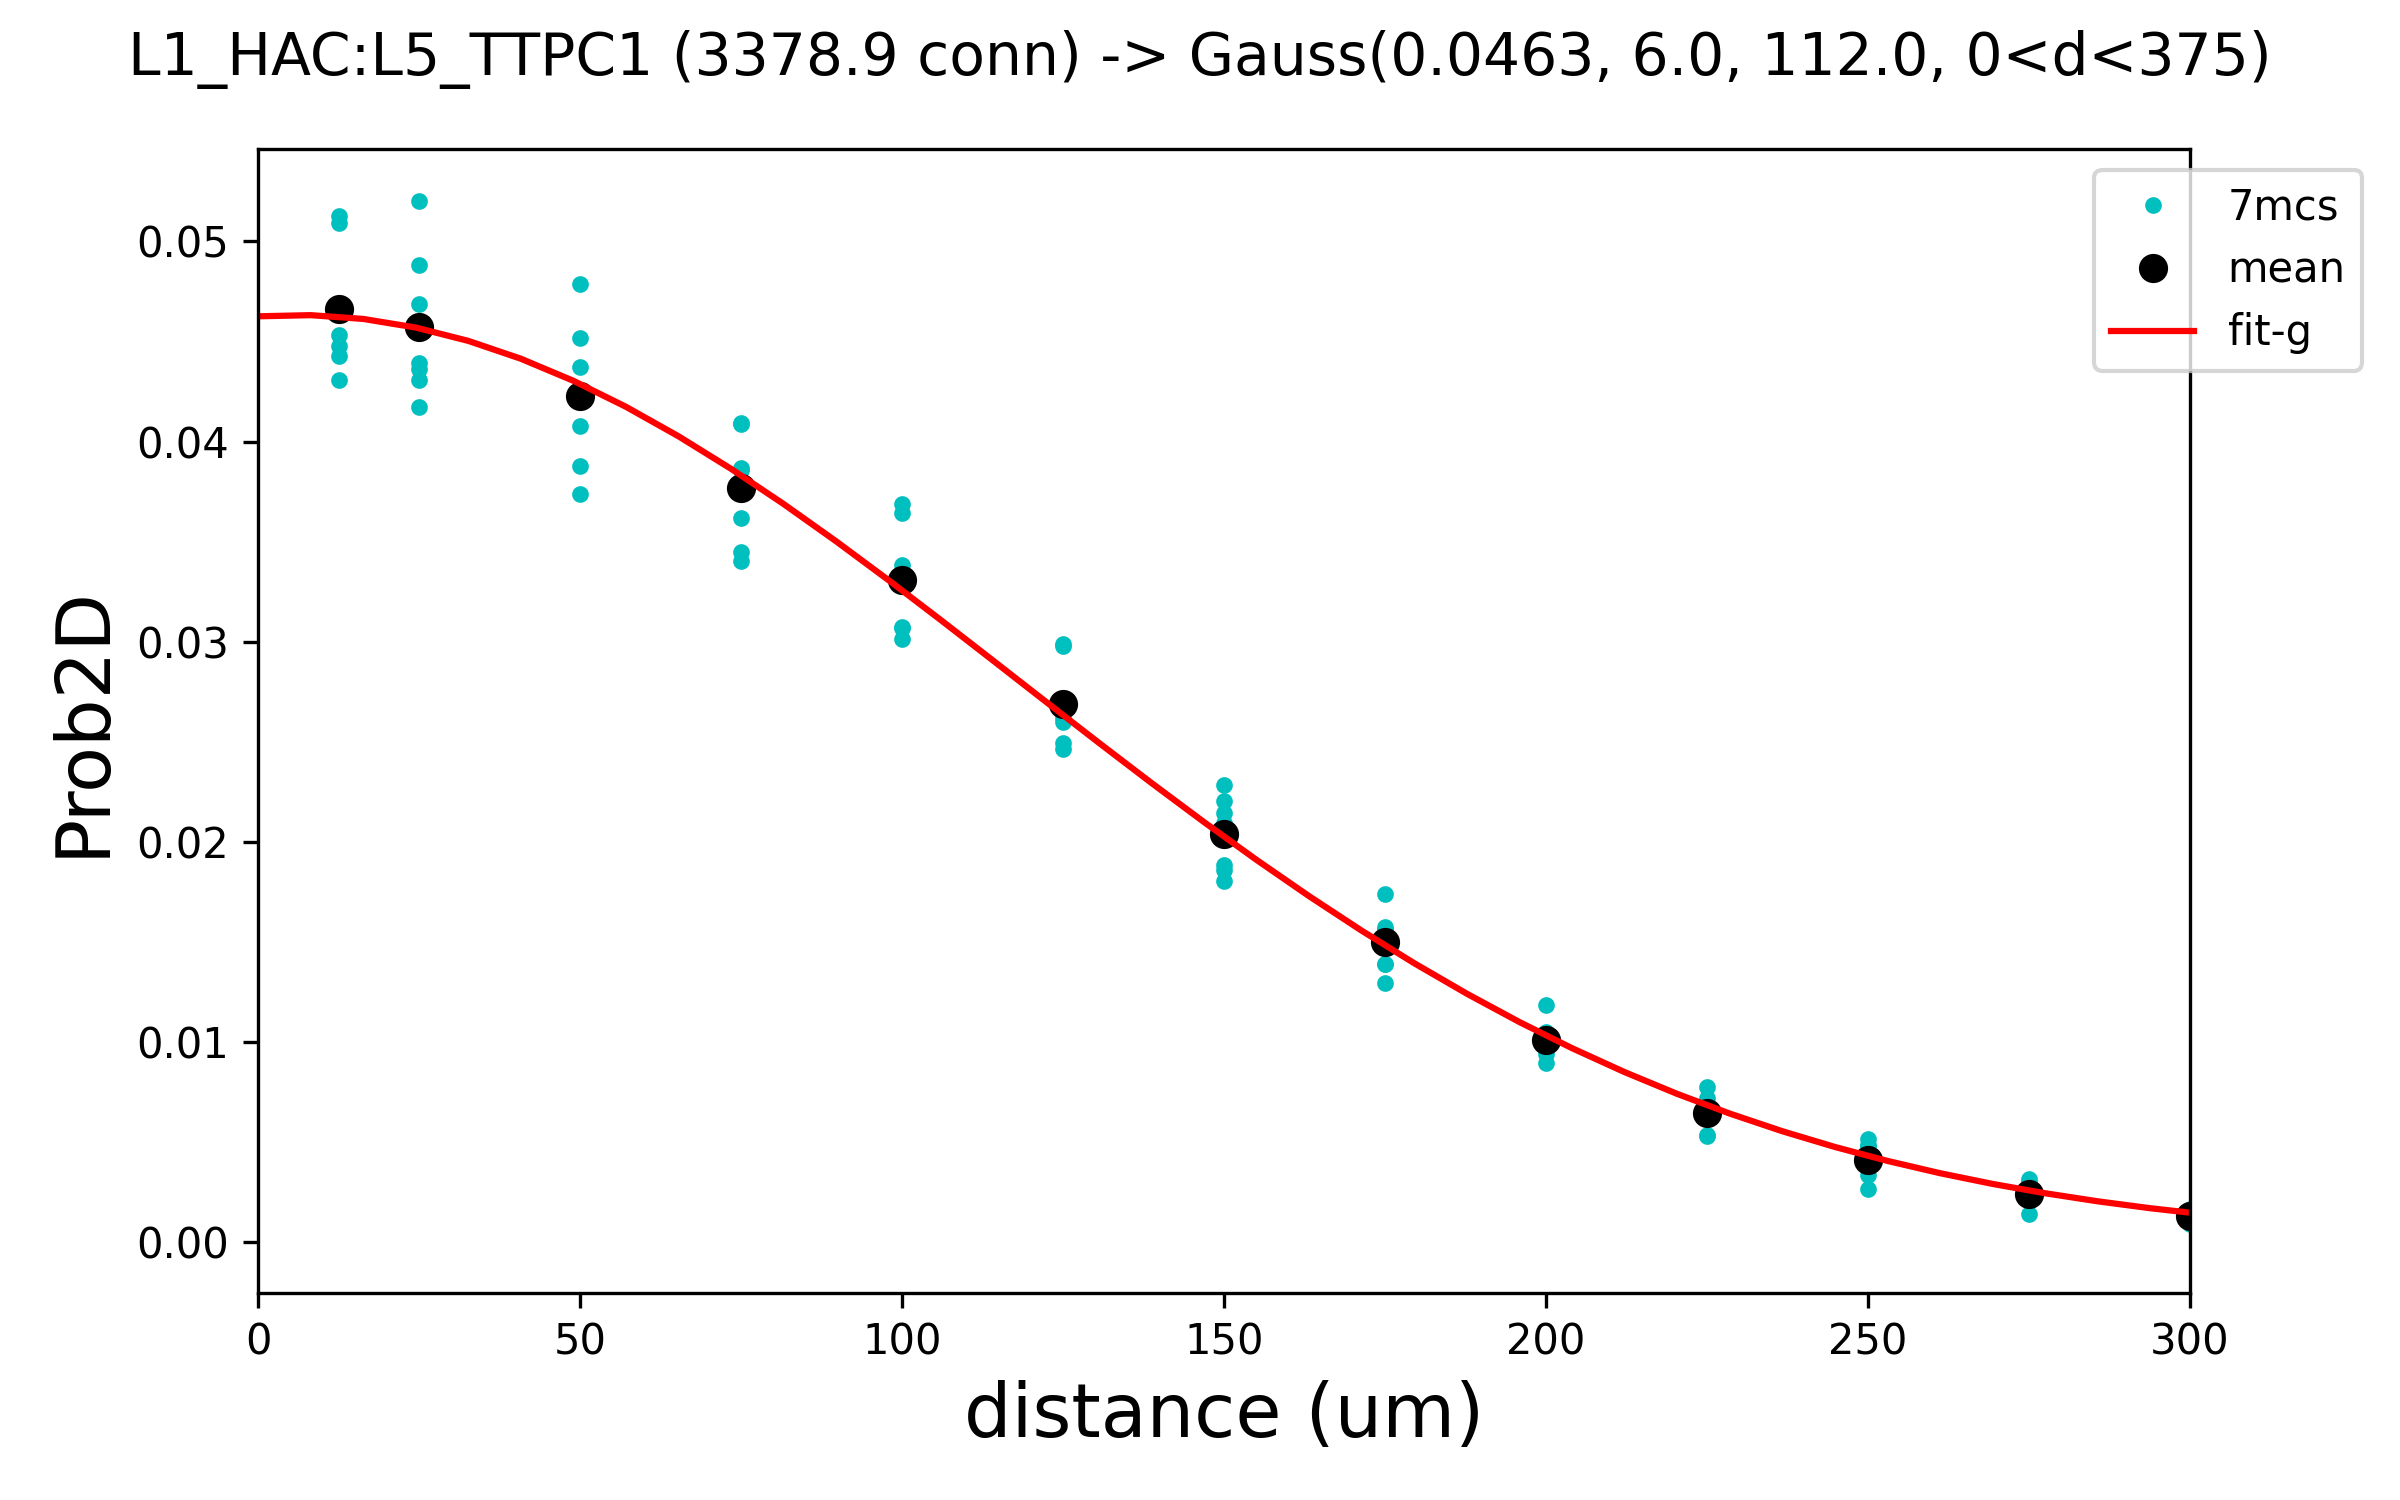 L1_HAC:L5_TTPC1 (3378.9 conn) -> Gauss(0.0463, 6.0, 112.0, 0<d<375)
7mcs
mean
fit-g
Prob2D
0.05
0.04
0.03
0.02
0.01
0.00
0 50 100 150 200 250 300
distance (um)